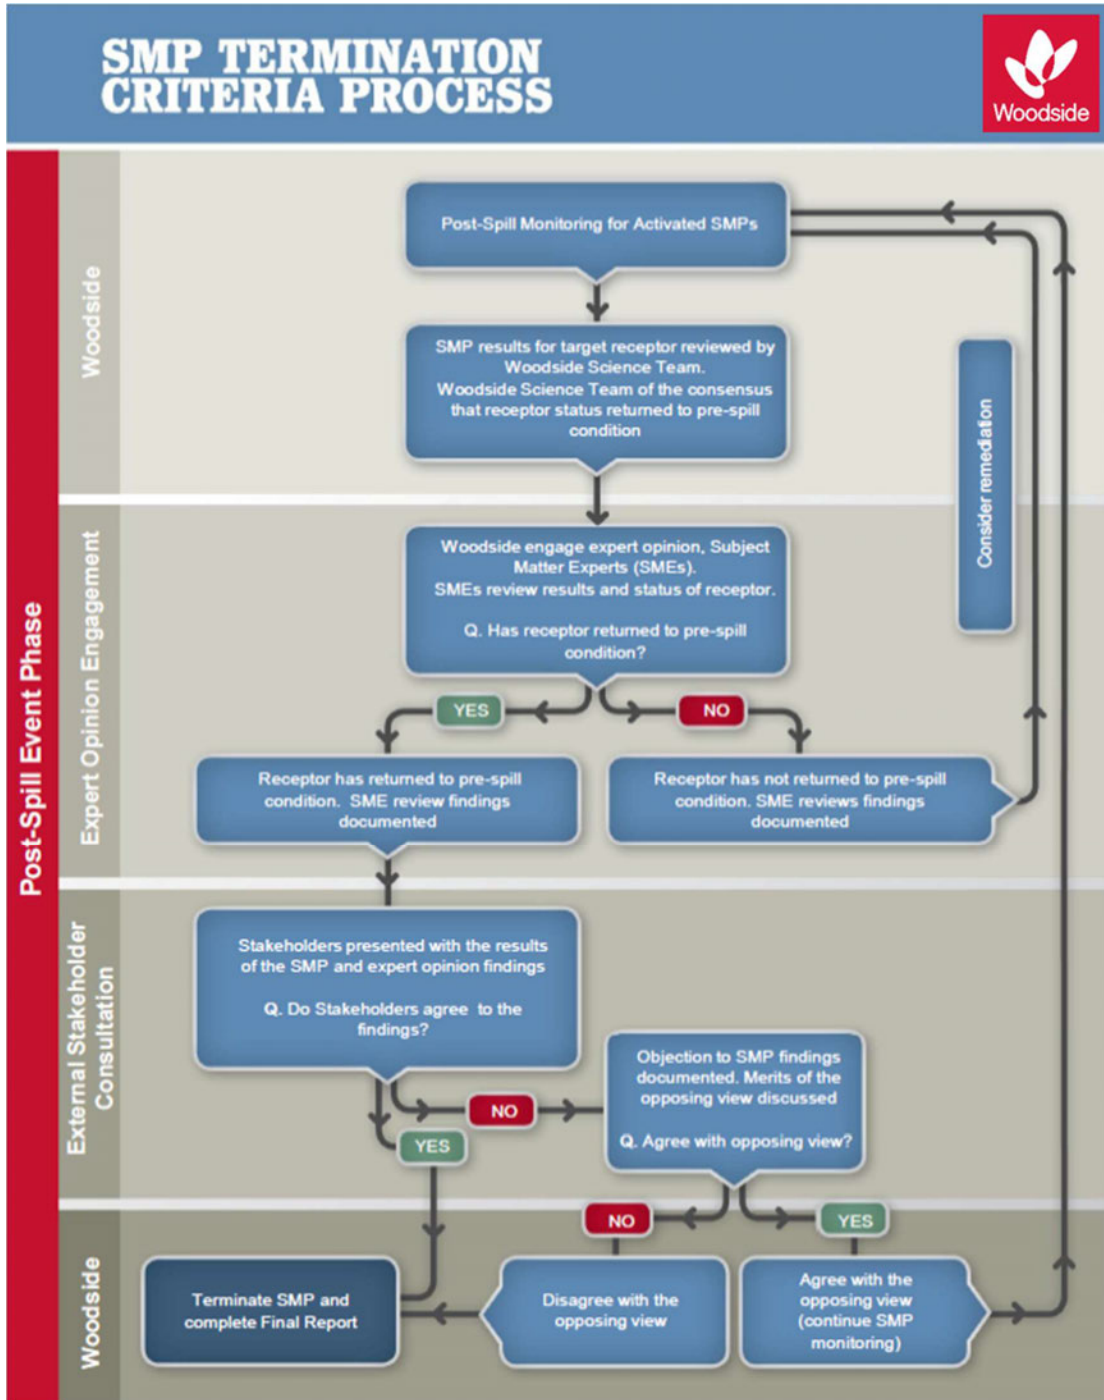 SMP TERMINATION
CRITERIA PROCESS
Woodside
Post-Spill Event Phase
Woodside
Post-Spill Monitoring for Activated SMPs
SMP results for target receptor reviewed by
Woodside Science Team.
Woodside Science Team of the consensus
that receptor status returned to pre-spill
condition
Consider remediation
Expert Opinion Engagement
Woodside engage expert opinion, Subject
Matter Experts (SMEs).
SMEs review results and status of receptor.
Q. Has receptor returned to pre-spill
condition?
YES
NO
Receptor has returned to pre-spill
condition. SME review findings
documented
Receptor has not returned to pre-spill
condition. SME reviews findings
documented
External Stakeholder
Consultation
Stakeholders presented with the results
of the SMP and expert opinion findings
Q. Do Stakeholders agree to the
findings?
NO
YES
Objection to SMP findings
documented. Merits of the
opposing view discussed
Q. Agree with opposing view?
NO
YES
Woodside
Terminate SMP and
complete Final Report
Disagree with the
opposing view
Agree with the
opposing view
(continue SMP
monitoring)